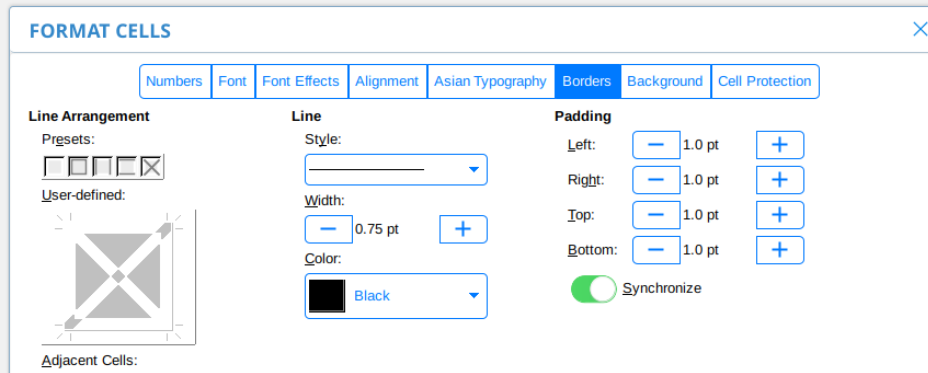 FORMAT CELLS
Numbers Font Font Effects Alignment Asian Typography Borders Background Cell Protection
Line Arrangement
Presets:
User-defined:
Adjacent Cells:
Line
Style:
Width:
0.75 pt
Color:
Black
Padding
Left: 1.0 pt
Right: 1.0 pt
Top: 1.0 pt
Bottom: 1.0 pt
Synchronize